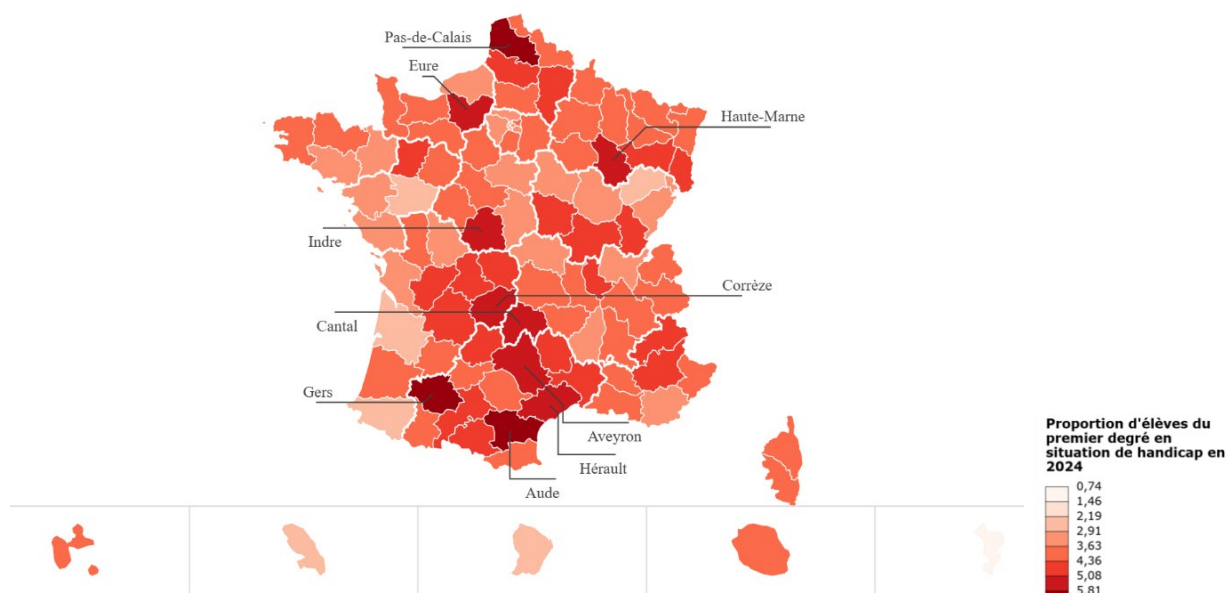 Pas-de-Calais
Eure
Haute-Marne
Indre
Corrèze
Cantal
Gers
Aveyron
Hérault
Aude
Proportion d'élèves du
premier degré en
situation de handicap en
2024
0,74
1,46
2,19
2,91
3,63
4,36
5,08
5,81